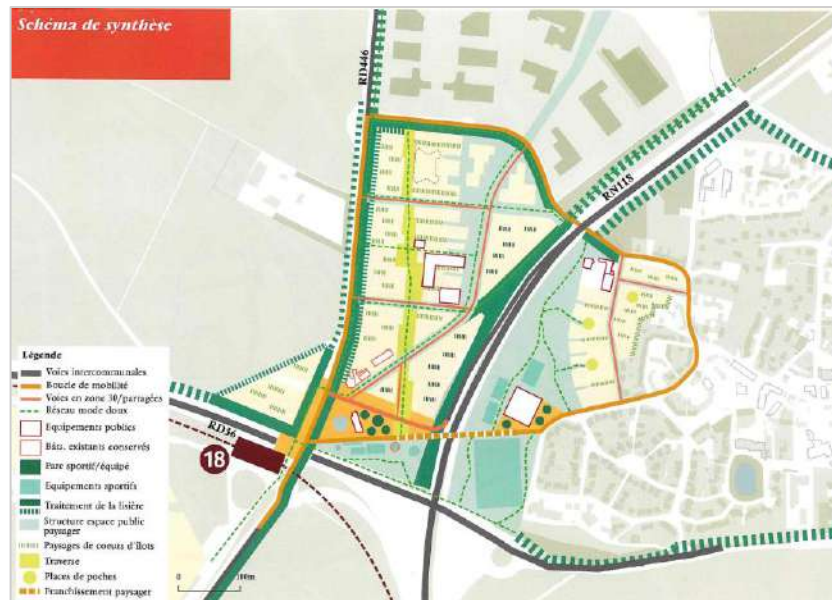 Schéma de synthèse
RD446
RN118
Légende
Voies intercommunales
Boucle de mobilité
Voies en zone 30/parragées
Réseau mode doux
Equipements publics
Bâts. existants conservés
Parc sportif/équipé
Equipements sportifs
Traitement de la lisière
Structure espace public
paysager
Paysages de coeurs d'îlots
Traverse
Places de poches
Franchissement paysager
RD36
18
0
100m